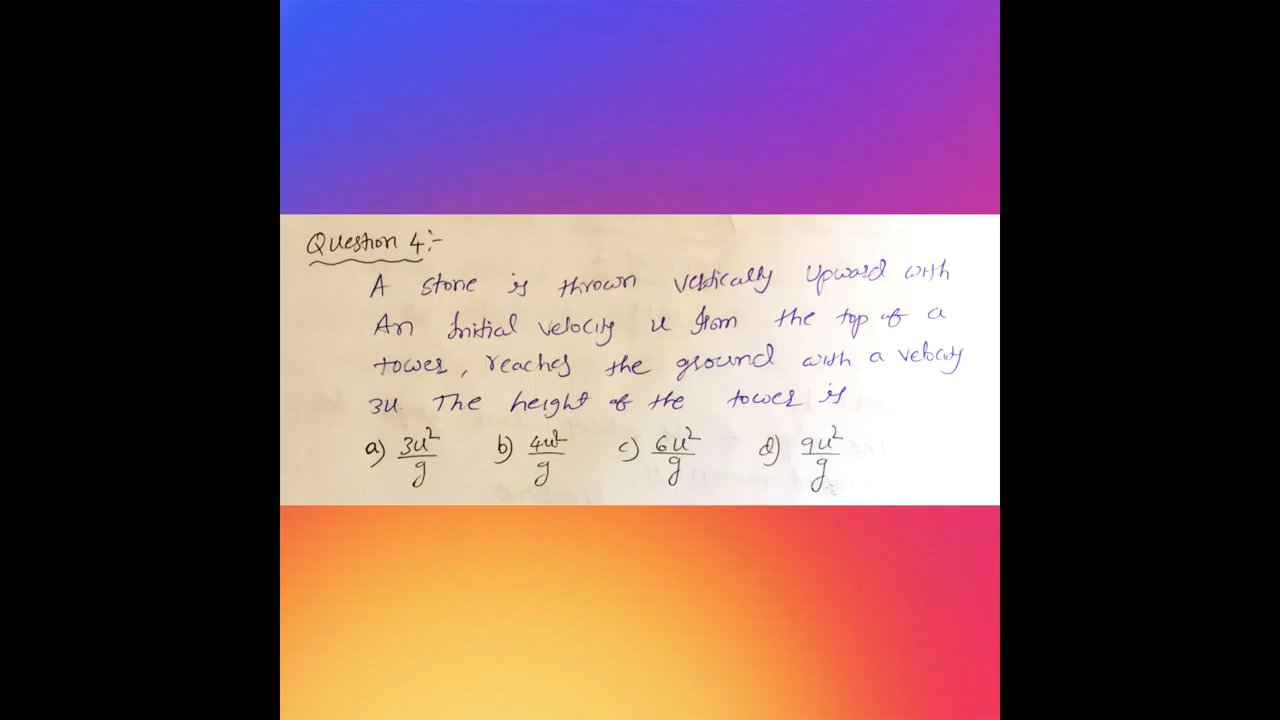 Question 4:-
A stone is thrown vertically upward with
An Initial velocity u from the top of a
tower, reaches the ground with a velocity
3u. The height of the tower is
a) 3u²/g b) 4u²/g c) 6u²/g d) 9u²/g